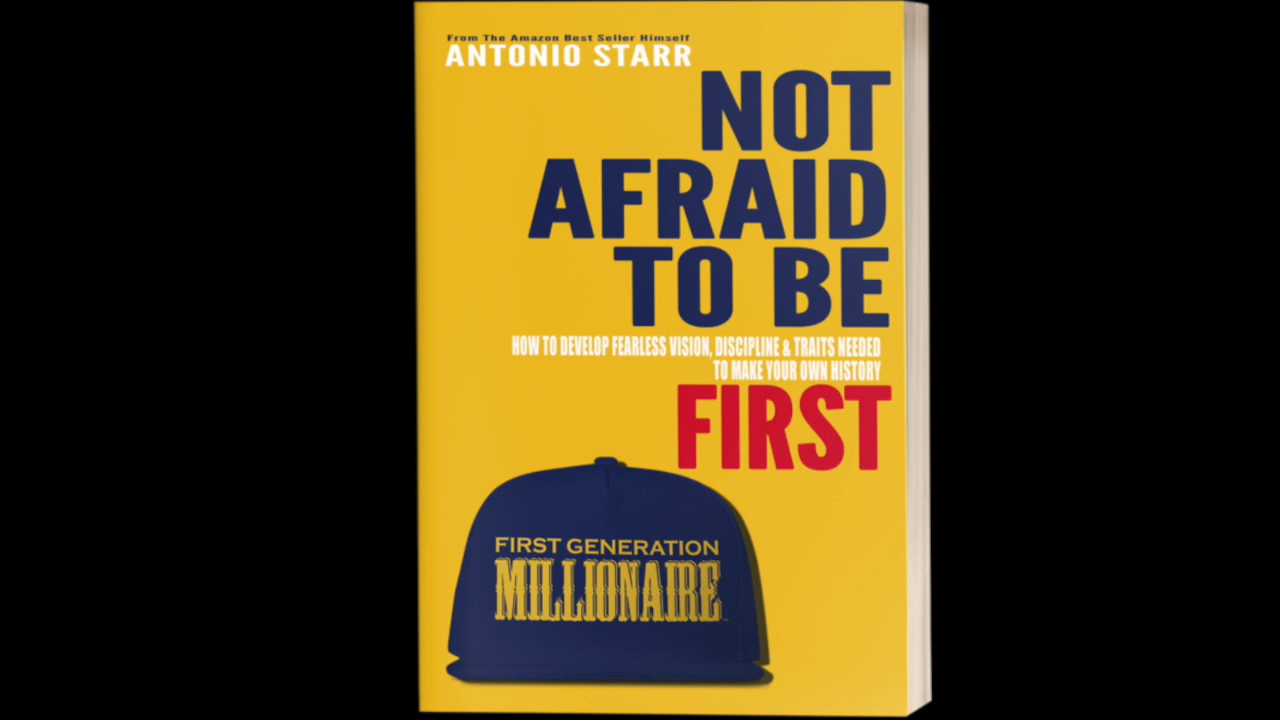 From The Amazon Best Seller Himself
ANTONIO STARR
NOT
AFRAID
TO BE
HOW TO DEVELOP FEARLESS VISION, DISCIPLINE & TRAITS NEEDED
TO MAKE YOUR OWN HISTORY
FIRST
FIRST GENERATION
MILLIONAIRE